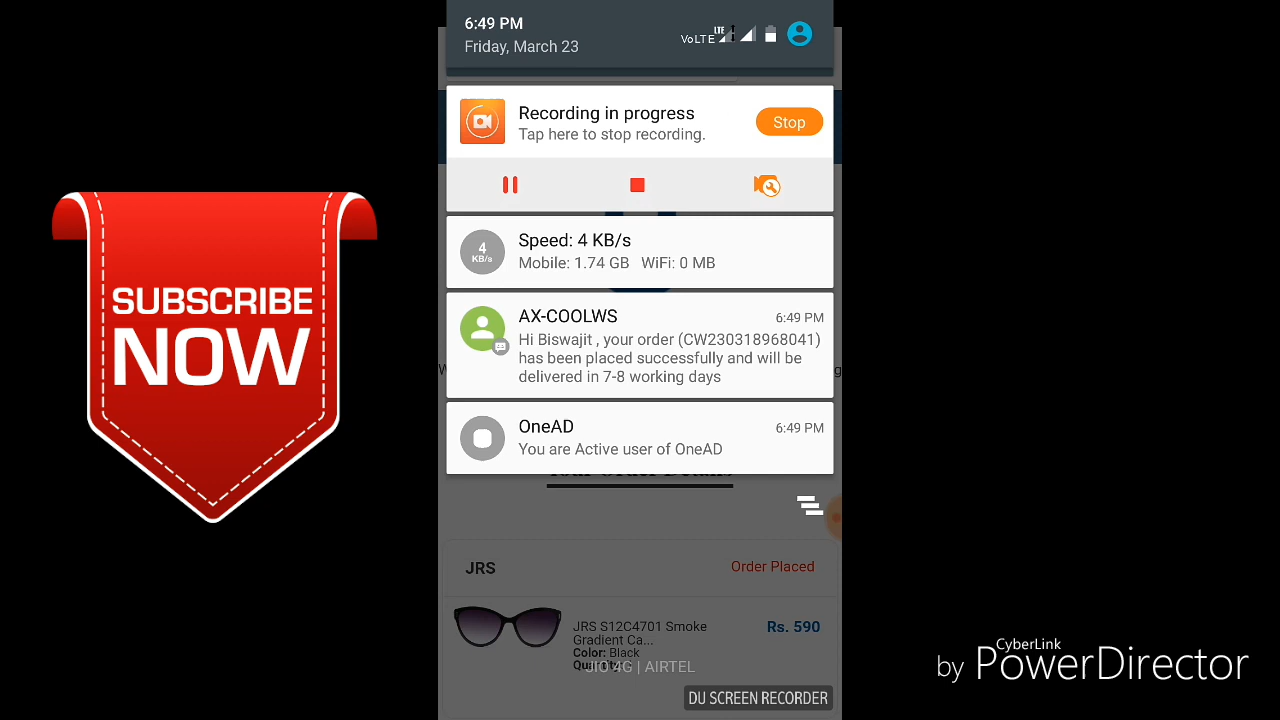 6:49 PM
Friday, March 23
VoLTE LTE
Recording in progress
Tap here to stop recording.
Stop
4
KB/s
Speed: 4 KB/s
Mobile: 1.74 GB WiFi: 0 MB
AX-COOLWS
6:49 PM
Hi Biswajit , your order (CW230318968041)
has been placed successfully and will be
delivered in 7-8 working days
OneAD
6:49 PM
You are Active user of OneAD
JRS
Order Placed
JRS S12C4701 Smoke
Gradient Ca...
Rs. 590
Color: Black
JIO 4G | AIRTEL
DU SCREEN RECORDER
SUBSCRIBE
NOW
CyberLink
by PowerDirector